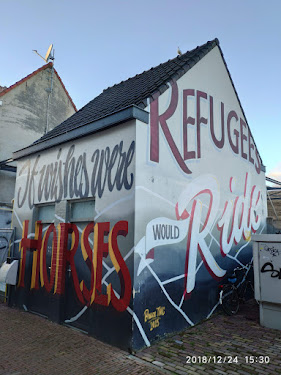 If wishes were
HORSES
REFUGEES
WOULD
Ride
2018/12/24 15:30